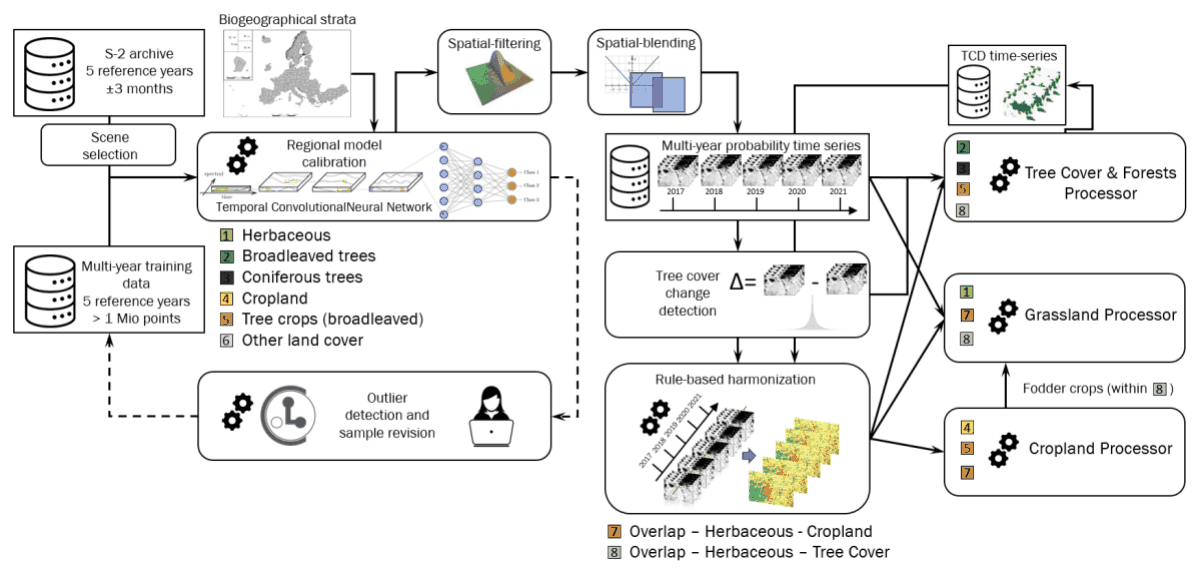 Biogeographical strata
S-2 archive
5 reference years
±3 months
Scene
selection
Spatial-filtering
Spatial-blending
TCD time-series
Regional model
calibration
spectral
time
Class 1
Class 2
Class 3
Temporal ConvolutionalNeural Network
Multi-year probability time series
2017
2018
2019
2020
2021
2
3
5
8
Tree Cover & Forests
Processor
1 Herbaceous
2 Broadleaved trees
3 Coniferous trees
4 Cropland
5 Tree crops (broadleaved)
6 Other land cover
Multi-year training
data
5 reference years
> 1 Mio points
Tree cover
change
detection
Δ=
-
1
7
8
Grassland Processor
Outlier
detection and
sample revision
Rule-based harmonization
2017
2018
2019
2020
2021
Fodder crops (within 8 )
4
5
7
Cropland Processor
7 Overlap – Herbaceous - Cropland
8 Overlap – Herbaceous – Tree Cover